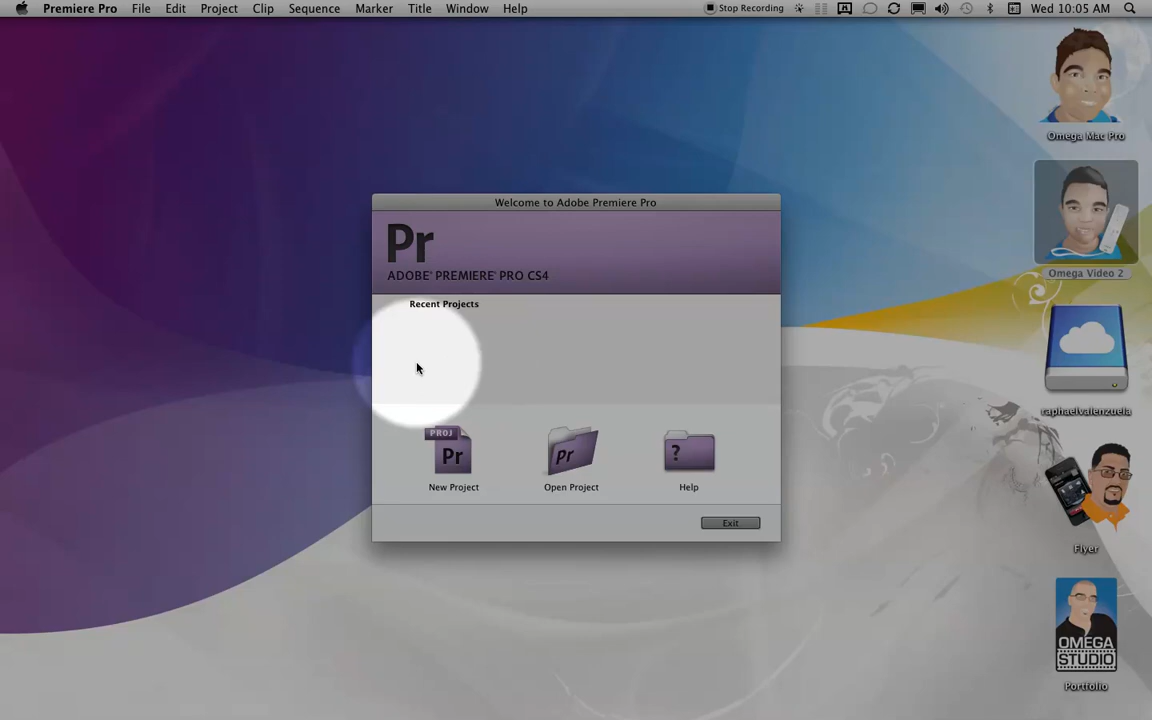 Premiere Pro File Edit Project Clip Sequence Marker Title Window Help Stop Recording Wed 10:05 AM
Omega Mac Pro
Welcome to Adobe Premiere Pro
Pr
ADOBE® PREMIERE® PRO CS4
Omega Video 2
Recent Projects
raphaelvalenzuela
PROJ
Pr
Pr
?
New Project Open Project Help
Exit
Flyer
OMEGA
STUDIO
Portfolio